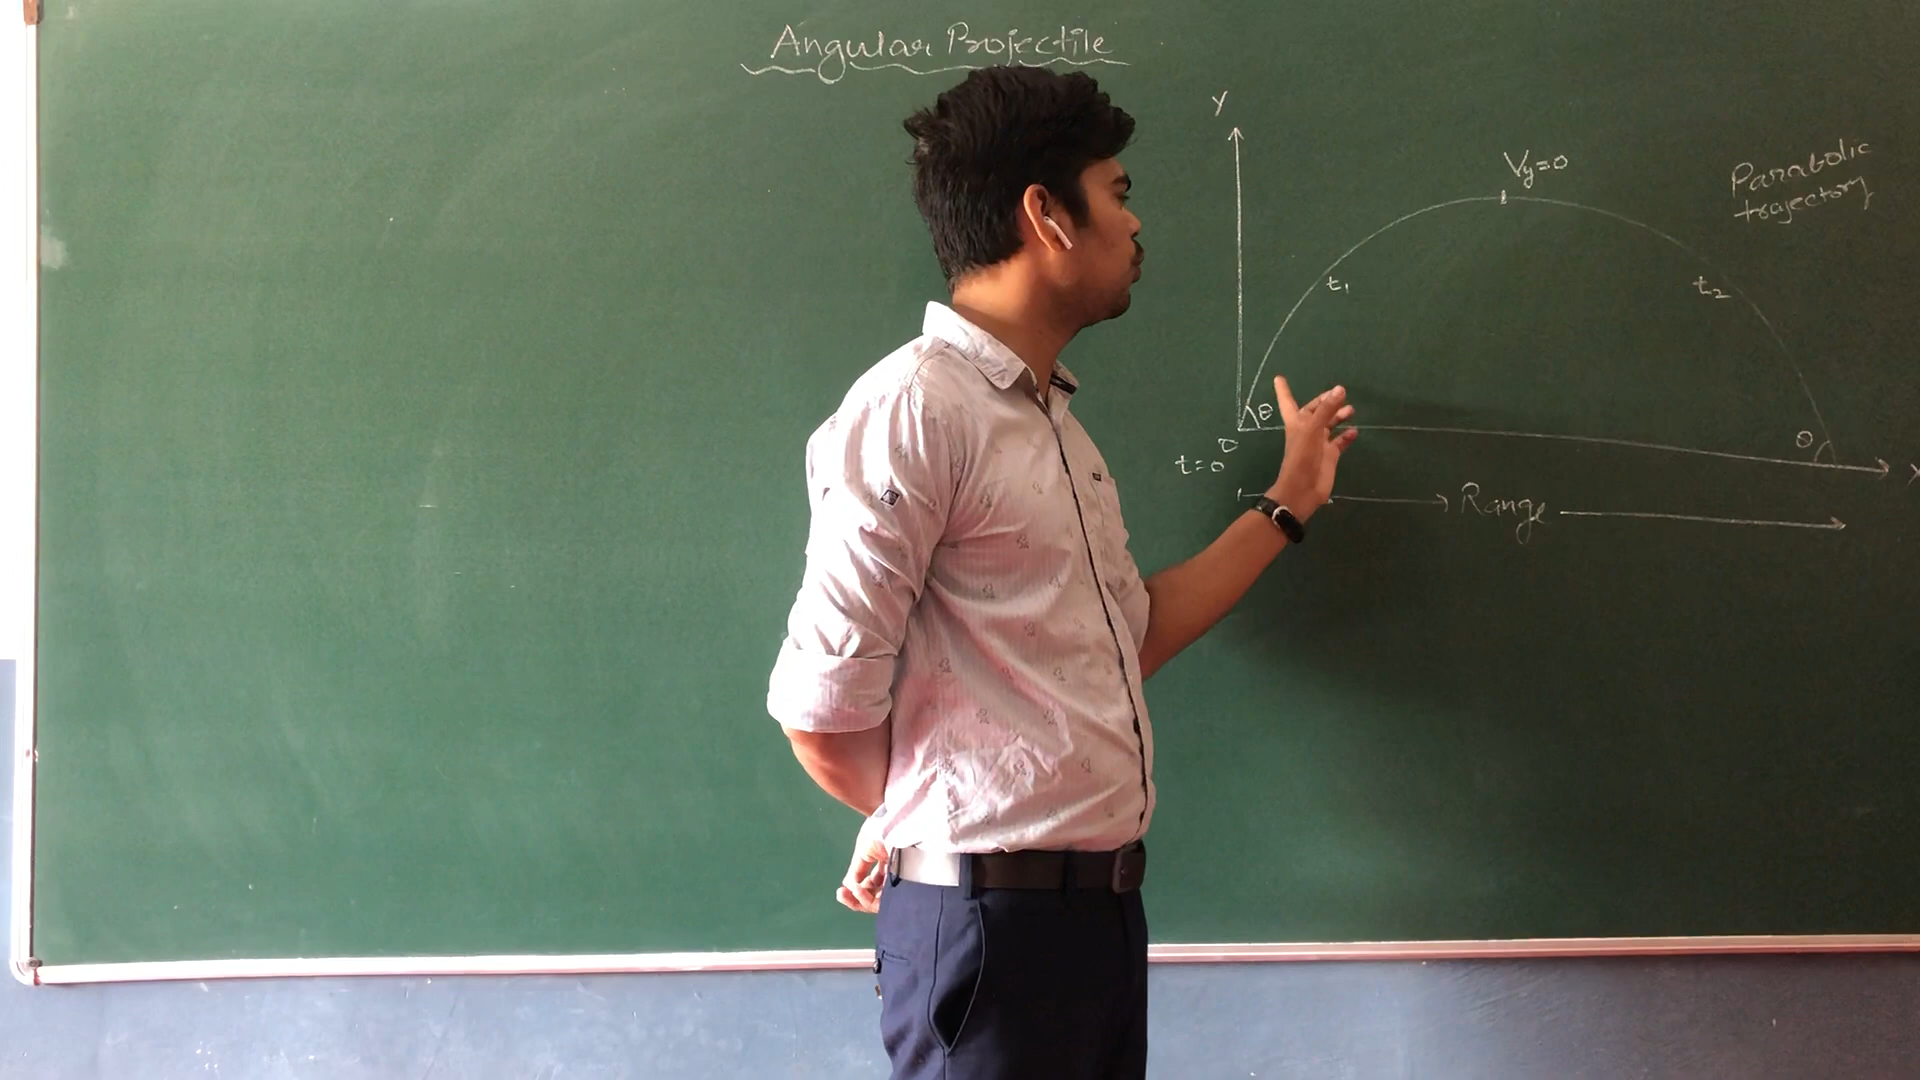 Angular Projectile
Y
Vy=0
Parabolic
trajectory
t₁
t₂
θ
θ
O
t=0
X
Range